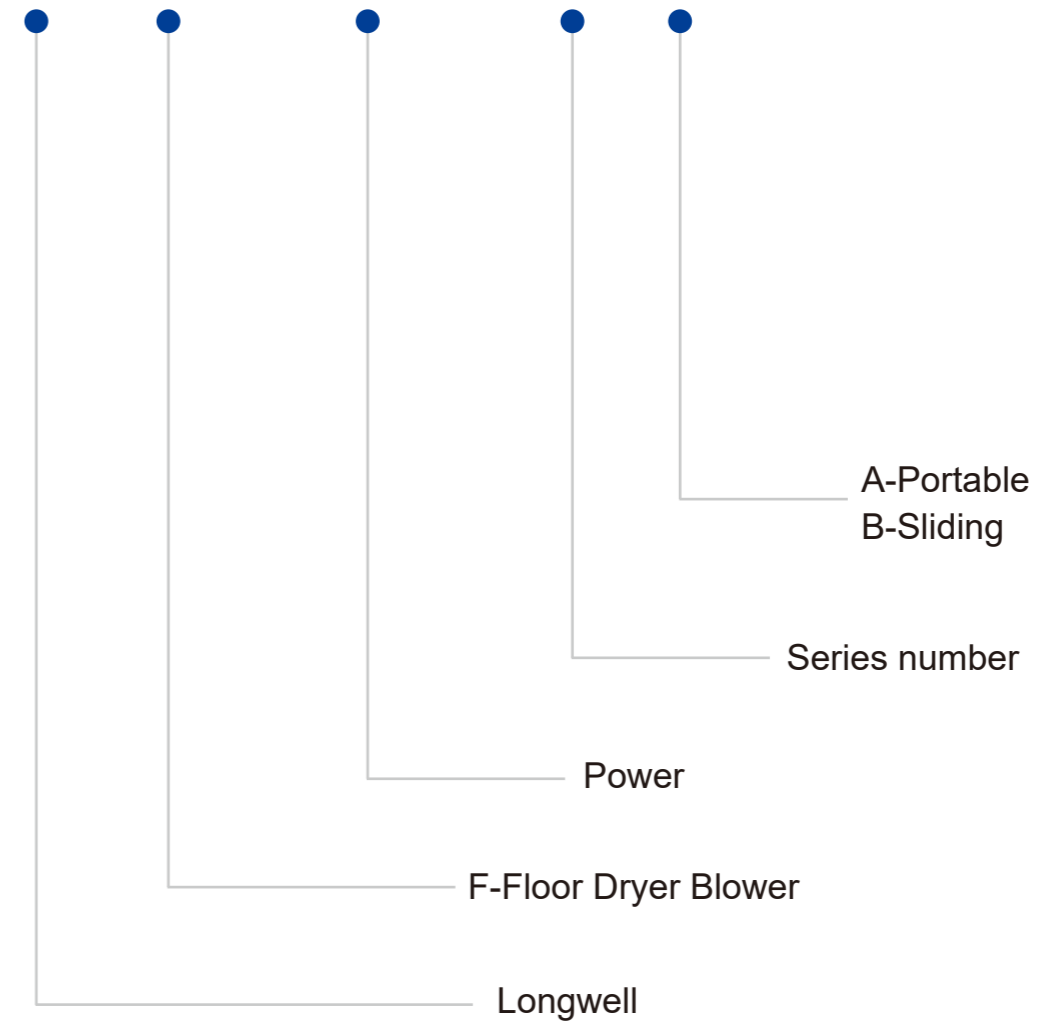 A-Portable
B-Sliding
Series number
Power
F-Floor Dryer Blower
Longwell